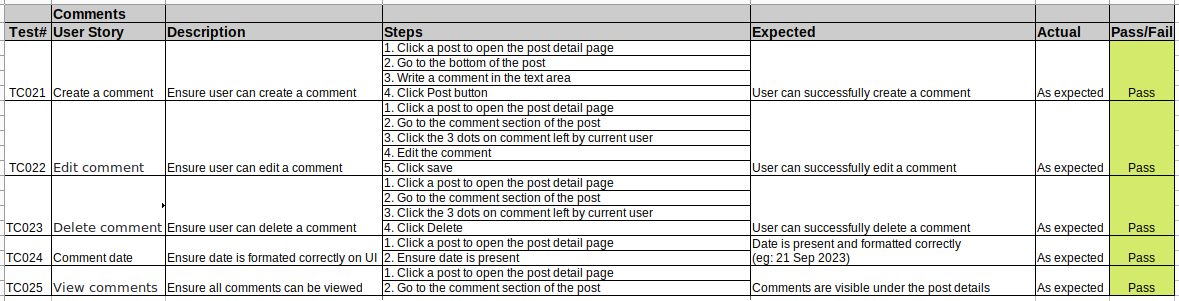 Comments
Test# User Story Description Steps Expected Actual Pass/Fail
1. Click a post to open the post detail page
2. Go to the bottom of the post
3. Write a comment in the text area
TC021 Create a comment Ensure user can create a comment 4. Click Post button User can successfully create a comment As expected Pass
1. Click a post to open the post detail page
2. Go to the comment section of the post
3. Click the 3 dots on comment left by current user
4. Edit the comment
TC022 Edit comment Ensure user can edit a comment 5. Click save User can successfully edit a comment As expected Pass
1. Click a post to open the post detail page
2. Go to the comment section of the post
3. Click the 3 dots on comment left by current user
TC023 Delete comment Ensure user can delete a comment 4. Click Delete User can successfully delete a comment As expected Pass
1. Click a post to open the post detail page Date is present and formatted correctly
TC024 Comment date Ensure date is formated correctly on UI 2. Ensure date is present (eg: 21 Sep 2023) As expected Pass
1. Click a post to open the post detail page
TC025 View comments Ensure all comments can be viewed 2. Go to the comment section of the post Comments are visible under the post details As expected Pass